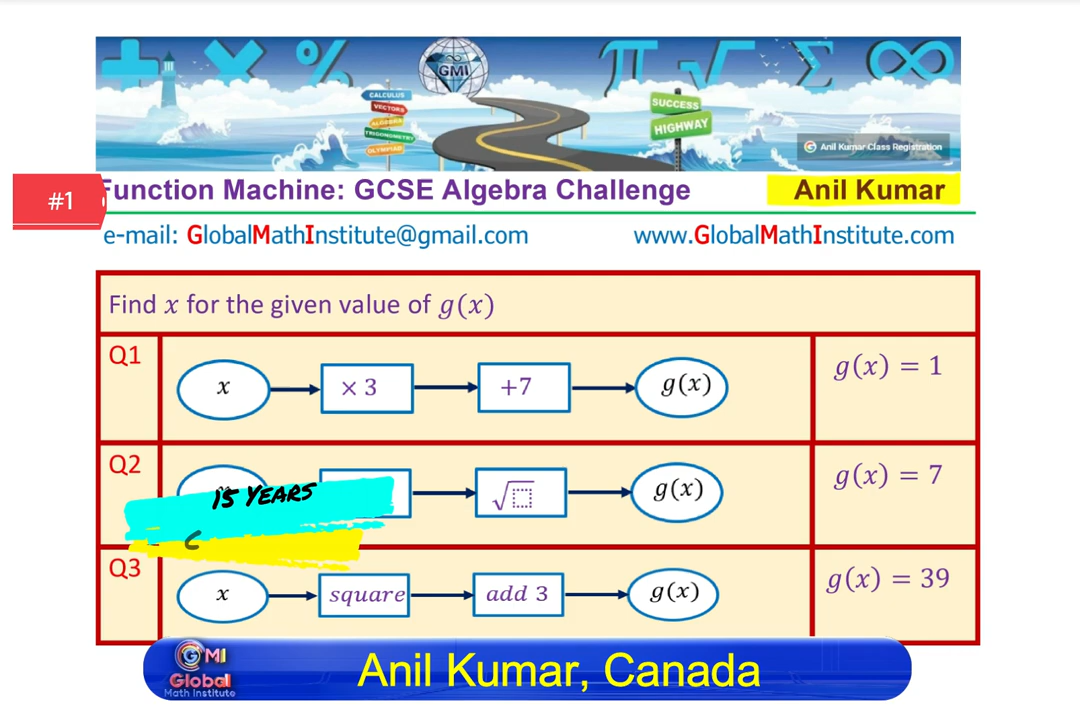 GMI
CALCULUS
VECTORS
ALGEBRA
TRIGONOMETRY
OLYMPIAD
SUCCESS
HIGHWAY
G Anil Kumar Class Registration
#1
Function Machine: GCSE Algebra Challenge
Anil Kumar
e-mail: GlobalMathInstitute@gmail.com
www.GlobalMathInstitute.com
Find x for the given value of g(x)
Q1
x
× 3
+7
g(x)
g(x) = 1
Q2
15 YEARS
√
g(x)
g(x) = 7
Q3
x
square
add 3
g(x)
g(x) = 39
GMI
Global
Math Institute
Anil Kumar, Canada